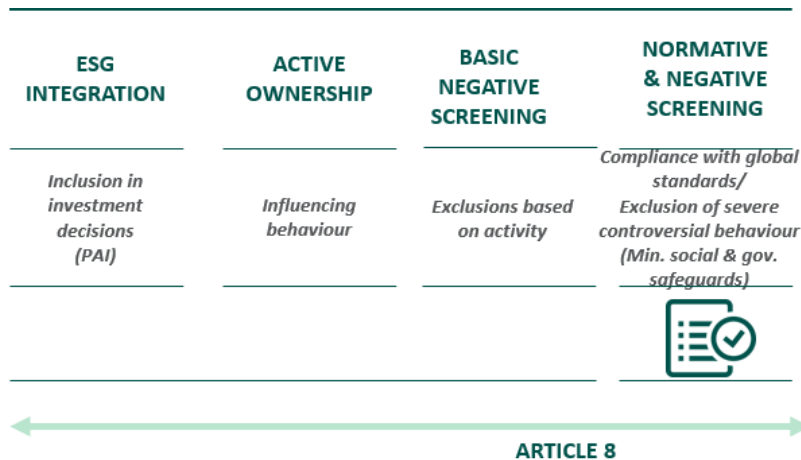 ESG
INTEGRATION
ACTIVE
OWNERSHIP
BASIC
NEGATIVE
SCREENING
NORMATIVE
& NEGATIVE
SCREENING
Inclusion in
investment
decisions
(PAI)
Influencing
behaviour
Exclusions based
on activity
Compliance with global
standards/
Exclusion of severe
controversial behaviour
(Min. social & gov.
safeguards)
ARTICLE 8